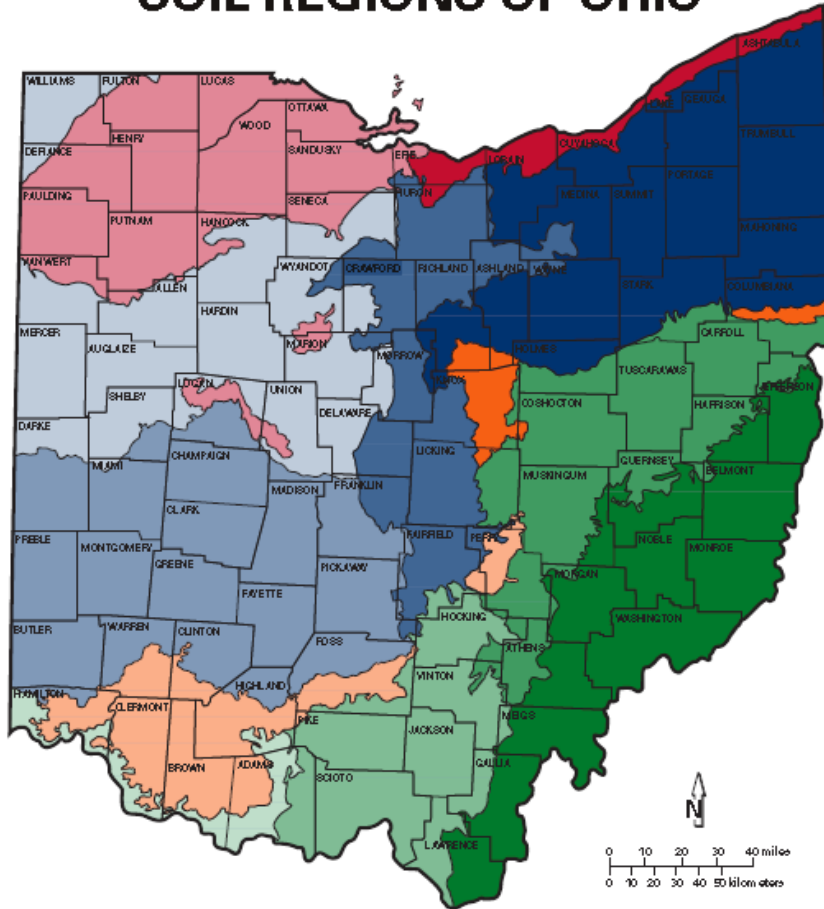 SOIL REGIONS OF OHIO
WILLIAMS
FULTON
LUCAS
ASHTABULA
LAKE
GEAUGA
OTTAWA
WOOD
HENRY
CUYAHOGA
TRUMBULL
DEFIANCE
SANDUSKY
ERIE
LORAIN
PORTAGE
PAULDING
HURON
MEDINA
SUMMIT
SENECA
PUTNAM
HANCOCK
MAHONING
VAN WERT
WYANDOT
CRAWFORD
RICHLAND
ASHLAND
WAYNE
ALLEN
STARK
COLUMBIANA
HARDIN
MERCER
CARROLL
MARION
HOLMES
AUGLAIZE
MORROW
TUSCARAWAS
LOGAN
KNOX
JEFFERSON
UNION
SHELBY
COSHOCTON
HARRISON
DELAWARE
DARKE
LICKING
CHAMPAIGN
GUERNSEY
MIAMI
BELMONT
MUSKINGUM
MADISON
FRANKLIN
CLARK
PREBLE
FAIRFIELD
PERRY
NOBLE
MONTGOMERY
MONROE
GREENE
PICKAWAY
MORGAN
FAYETTE
HOCKING
WASHINGTON
BUTLER
WARREN
CLINTON
ROSS
ATHENS
VINTON
HIGHLAND
HAMILTON
CLERMONT
PIKE
MEIGS
JACKSON
GALLIA
BROWN
ADAMS
SCIOTO
LAWRENCE
N
0 10 20 30 40 miles
0 10 20 30 40 50 kilometers